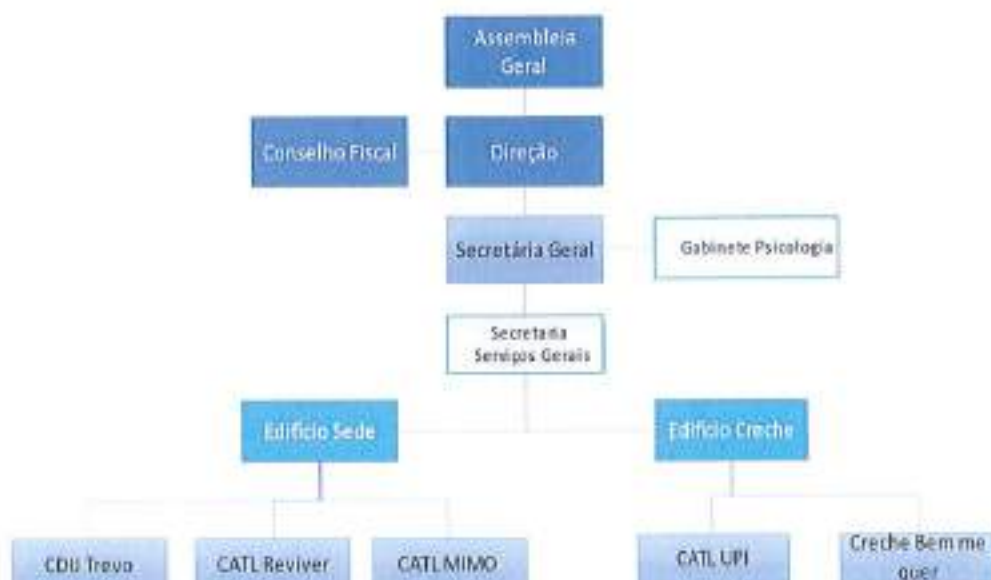 Assembleia
Geral
Conselho Fiscal
Direção
Secretária Geral
Gabinete Psicologia
Secretaria
Serviços Gerais
Edifício Sede
Edifício Creche
CATL Reviver
CATL MIMO
CATL UPI
Creche Bem me
quer
Trevo